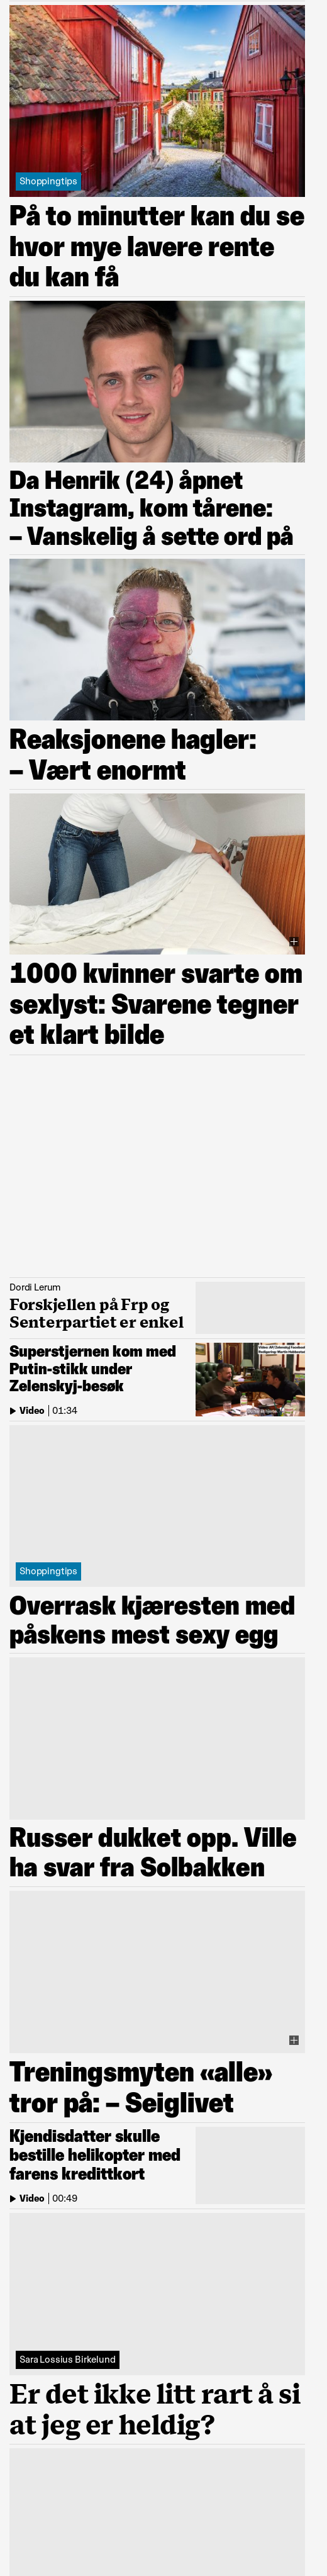 Shoppingtips
På to minutter kan du se
hvor mye lavere rente
du kan få
Da Henrik (24) åpnet
Instagram, kom tårene:
– Vanskelig å sette ord på
Reaksjonene hagler:
– Vært enormt
1000 kvinner svarte om
sexlyst: Svarene tegner
et klart bilde
Dordi Lerum
Forskjellen på Frp og
Senterpartiet er enkel
Superstjernen kom med
Putin-stikk under
Zelenskyj-besøk
Video | 01:34
Shoppingtips
Overrask kjæresten med
påskens mest sexy egg
Russer dukket opp. Ville
ha svar fra Solbakken
Treningsmyten «alle»
tror på: – Seiglivet
Kjendisdatter skulle
bestille helikopter med
farens kredittkort
Video | 00:49
Sara Lossius Birkelund
Er det ikke litt rart å si
at jeg er heldig?